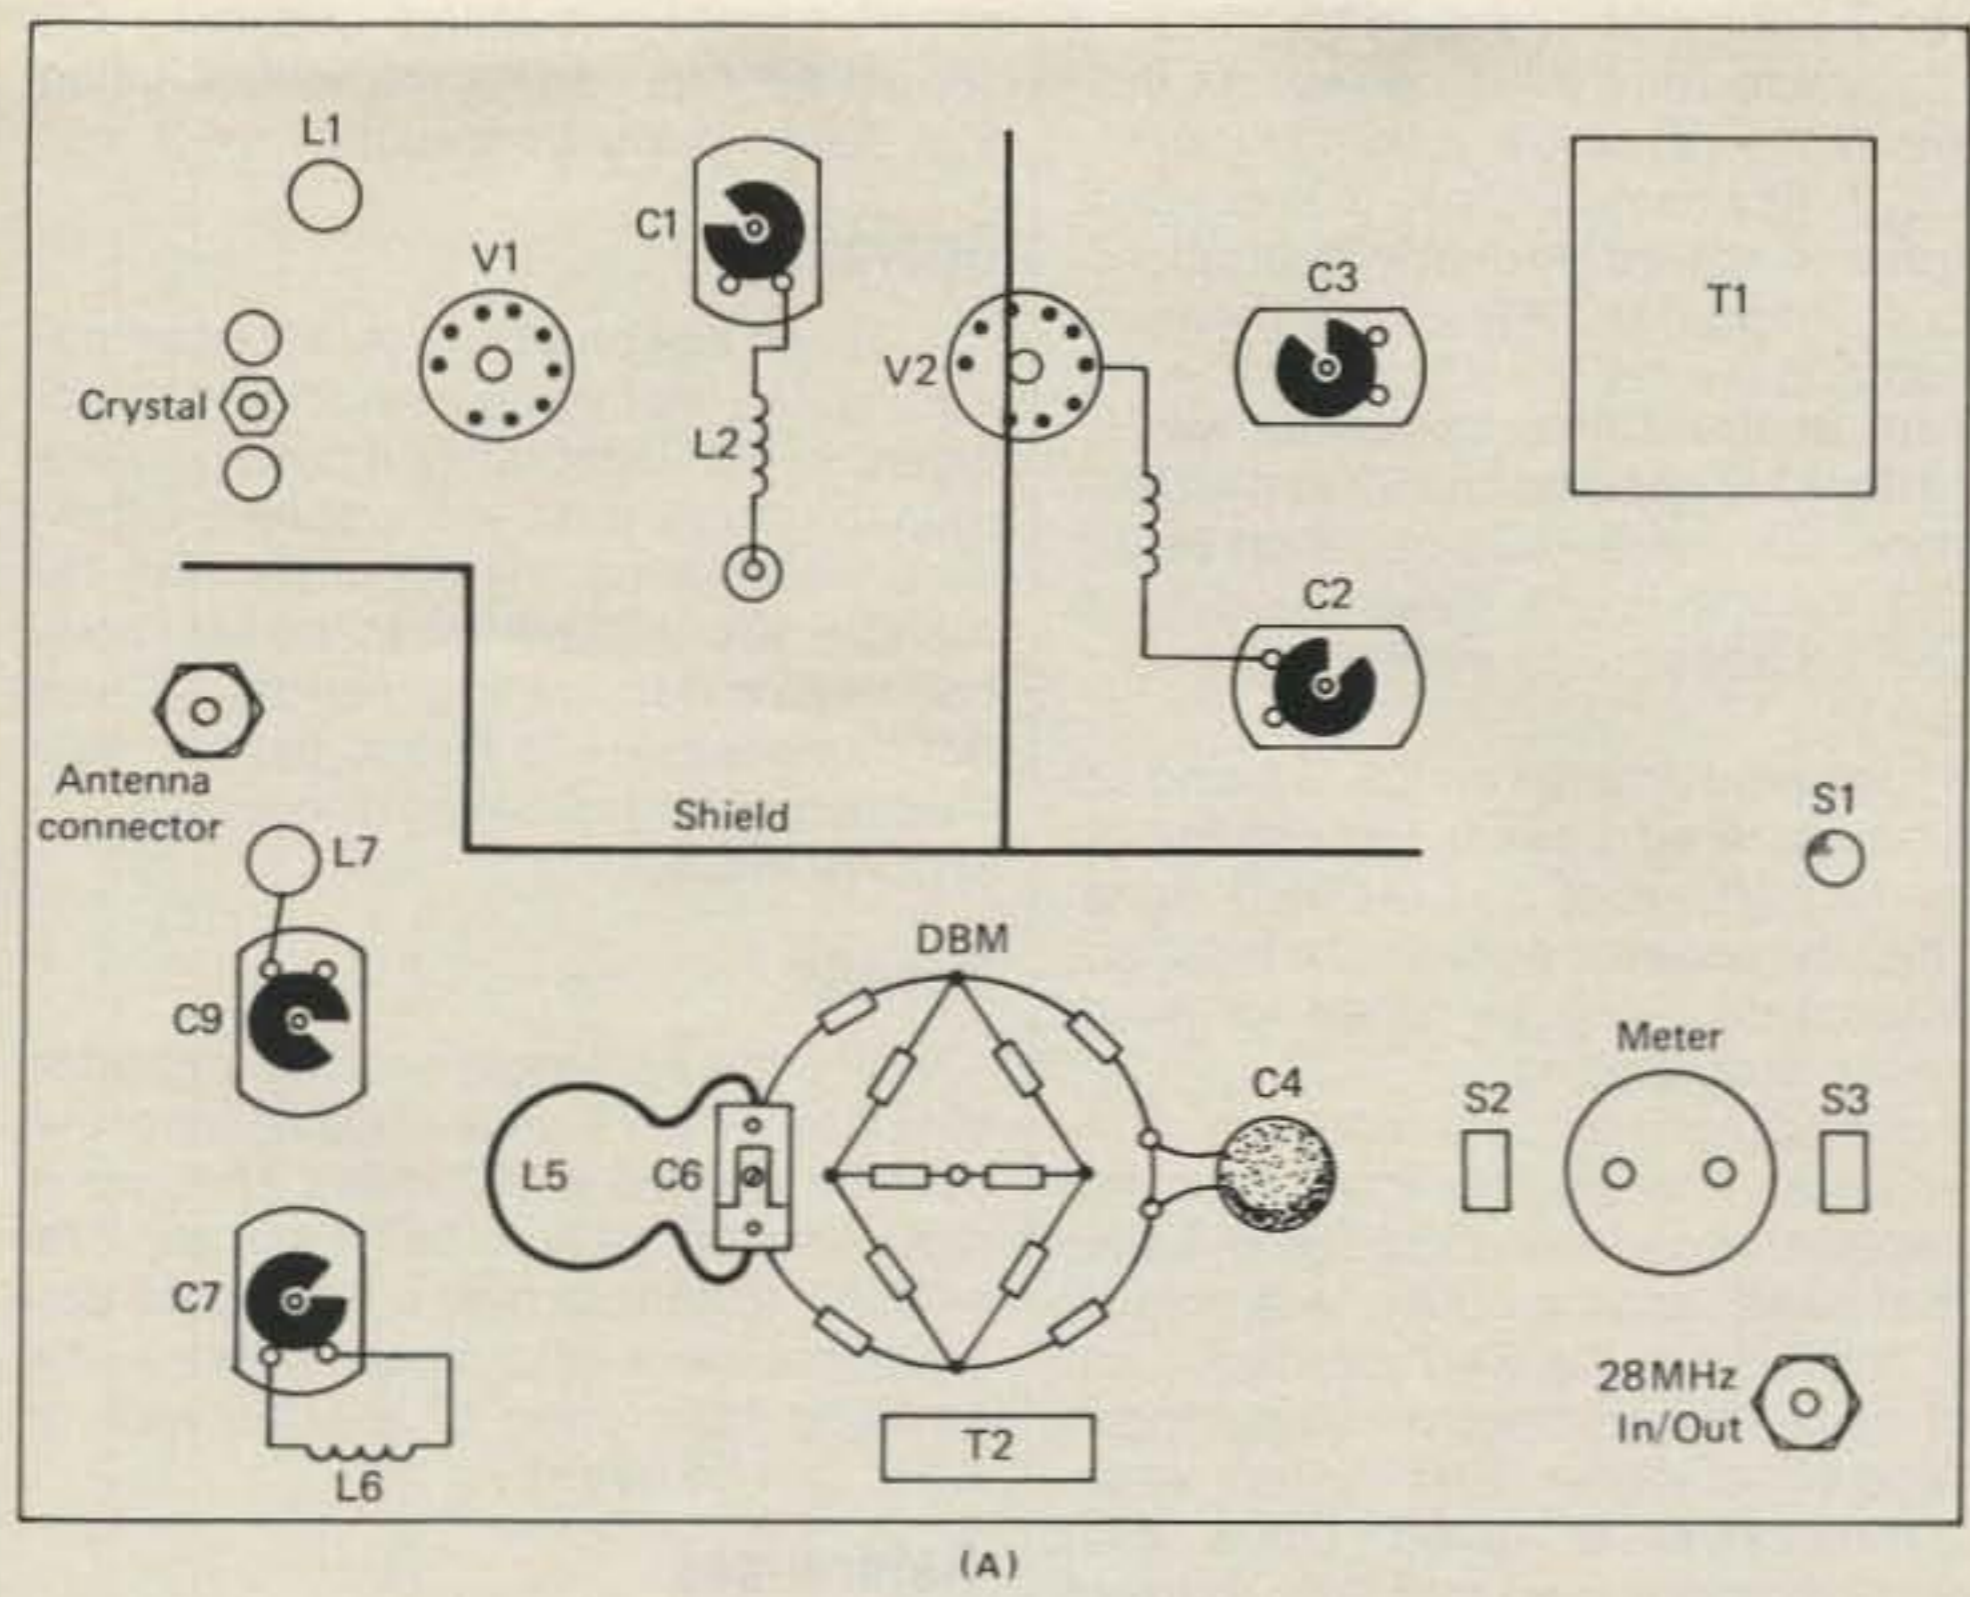 L1
C1
V1
C3
T1
V2
Crystal
L2
C2
Antenna
connector
Shield
S1
L7
DBM
C9
Meter
C4
S2
S3
L5
C6
C7
28MHz
In/Out
T2
L6
(A)